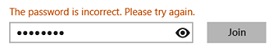 The password is incorrect. Please try again.
•••••••• Join